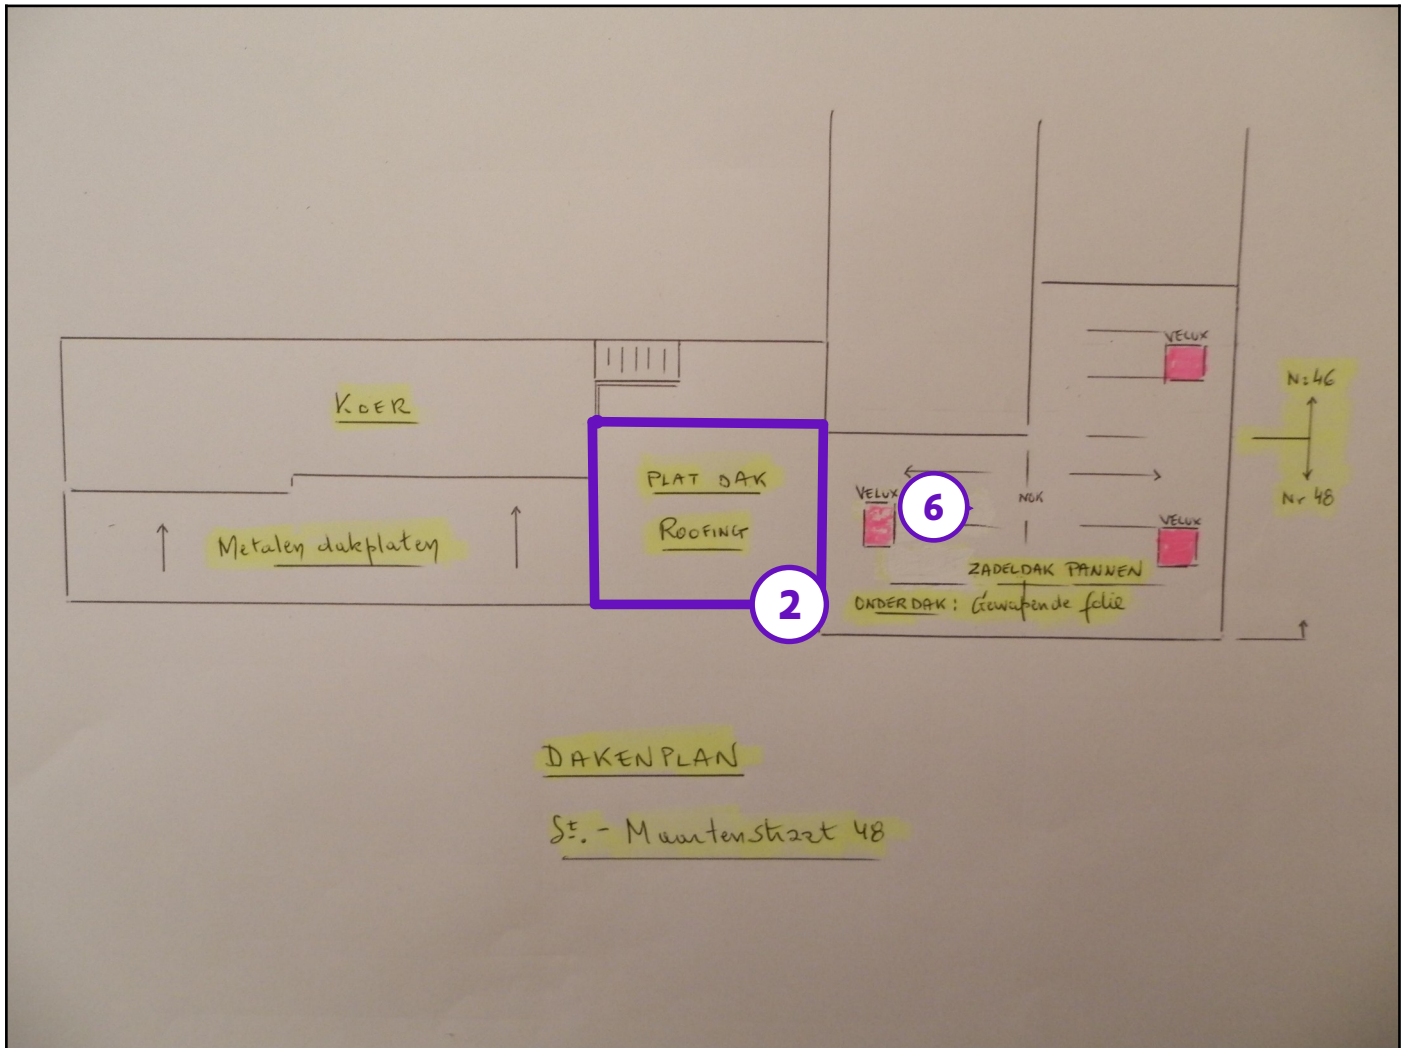 VELUX
N: 46
KOER
PLAT DAK
VELUX
6
NOK
Nr 48
ROOFING
VELUX
Metalen dakplaten
ZADELDAK PANNEN
2
ONDERDAK: Gewapende folie
DAKENPLAN
St. - Maartenstraat 48